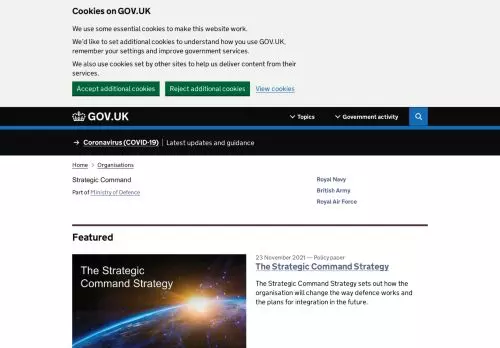 Cookies on GOV.UK
We use some essential cookies to make this website work.
We'd like to set additional cookies to understand how you use GOV.UK,
remember your settings and improve government services.
We also use cookies set by other sites to help us deliver content from their
services.
Accept additional cookies Reject additional cookies View cookies
GOV.UK Topics Government activity
→ Coronavirus (COVID-19) | Latest updates and guidance
Home > Organisations
Strategic Command
Part of Ministry of Defence
Royal Navy
British Army
Royal Air Force
Featured
The Strategic
Command Strategy
23 November 2021 — Policy paper
The Strategic Command Strategy
The Strategic Command Strategy sets out how the
organisation will change the way defence works and
the plans for integration in the future.